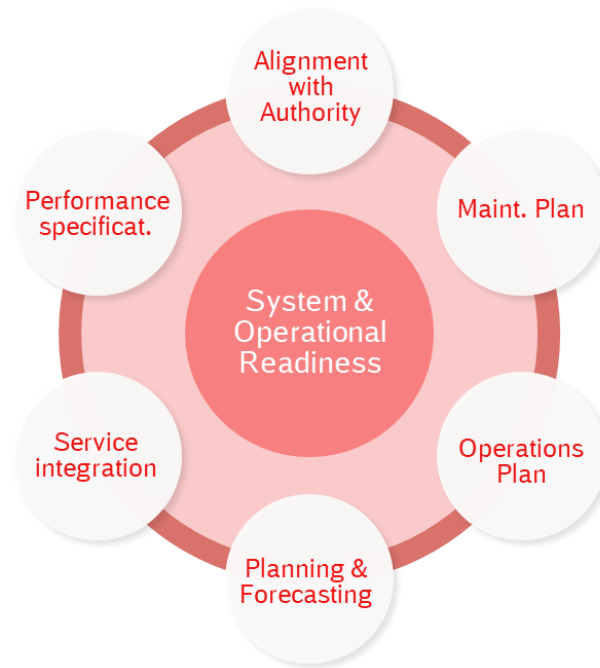 Alignment
with
Authority
Performance
specificat.
Maint. Plan
System &
Operational
Readiness
Service
integration
Operations
Plan
Planning &
Forecasting